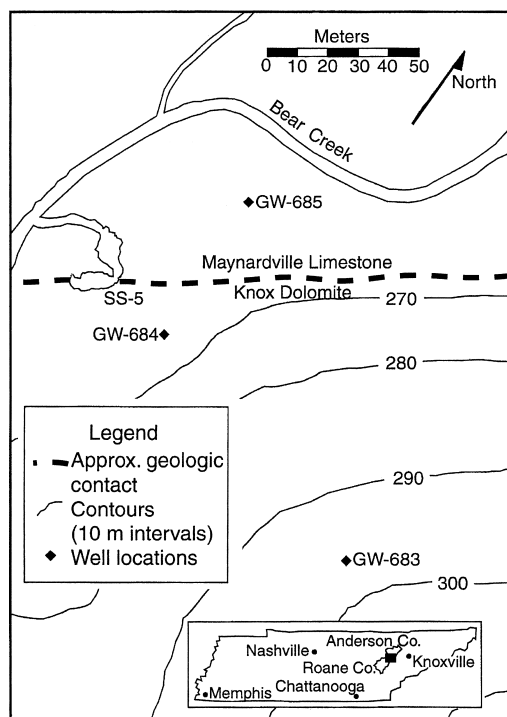 Meters
0 10 20 30 40 50
North
Bear Creek
GW-685
Maynardville Limestone
Knox Dolomite
SS-5
270
GW-684
280
Legend
Approx. geologic
contact
Contours
(10 m intervals)
Well locations
290
GW-683
300
Anderson Co.
Nashville
Roane Co.
Knoxville
Memphis
Chattanooga